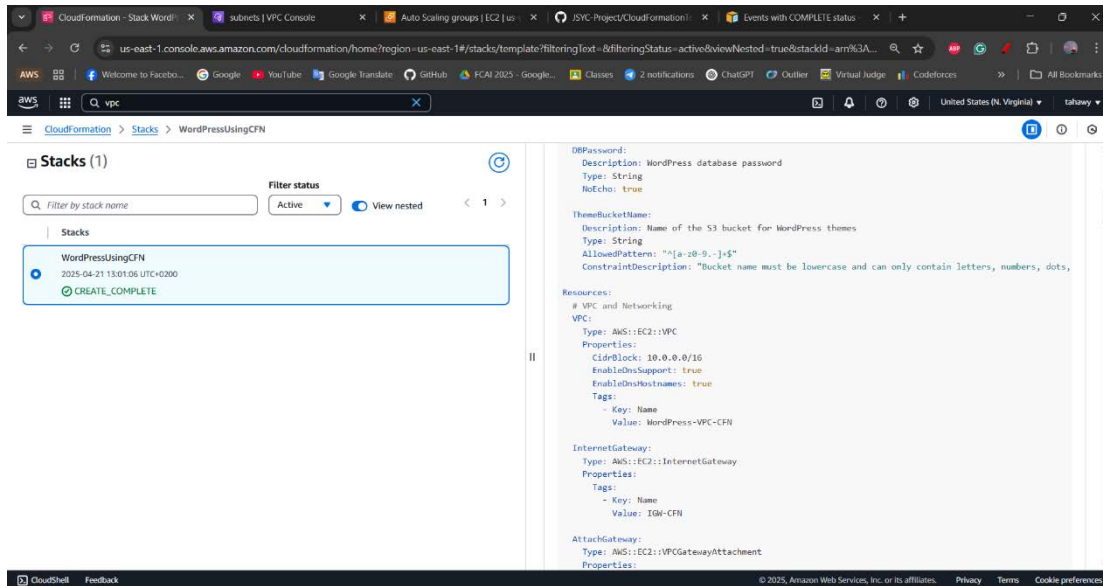 CloudFormation - Stack WordPr
subnets | VPC Console
Auto Scaling groups | EC2 | us-
JSYC-Project/CloudFormationTe
Events with COMPLETE status -
us-east-1.console.aws.amazon.com/cloudformation/home?region=us-east-1#/stacks/template?filteringText=&filteringStatus=active&viewNested=true&stackId=arn%3A...
AWS
Welcome to Facebo...
Google
YouTube
Google Translate
GitHub
FCAI 2025 - Google...
Classes
2 notifications
ChatGPT
Outlier
Virtual Judge
Codeforces
All Bookmarks
aws
vpc
United States (N. Virginia)
tahawy
CloudFormation > Stacks > WordPressUsingCFN
Stacks (1)
Filter status
Filter by stack name
Active
View nested
1
Stacks
WordPressUsingCFN
2025-04-21 13:01:06 UTC+0200
CREATE_COMPLETE
DBPassword:
Description: WordPress database password
Type: String
NoEcho: true
ThemeBucketName:
Description: Name of the S3 bucket for WordPress themes
Type: String
AllowedPattern: "^[a-z0-9.-]+$"
ConstraintDescription: "Bucket name must be lowercase and can only contain letters, numbers, dots,
Resources:
# VPC and Networking
VPC:
Type: AWS::EC2::VPC
Properties:
CidrBlock: 10.0.0.0/16
EnableDnsSupport: true
EnableDnsHostnames: true
Tags:
- Key: Name
Value: WordPress-VPC-CFN
InternetGateway:
Type: AWS::EC2::InternetGateway
Properties:
Tags:
- Key: Name
Value: IGW-CFN
AttachGateway:
Type: AWS::EC2::VPCGatewayAttachment
Properties:
CloudShell
Feedback
© 2025, Amazon Web Services, Inc. or its affiliates.
Privacy
Terms
Cookie preferences